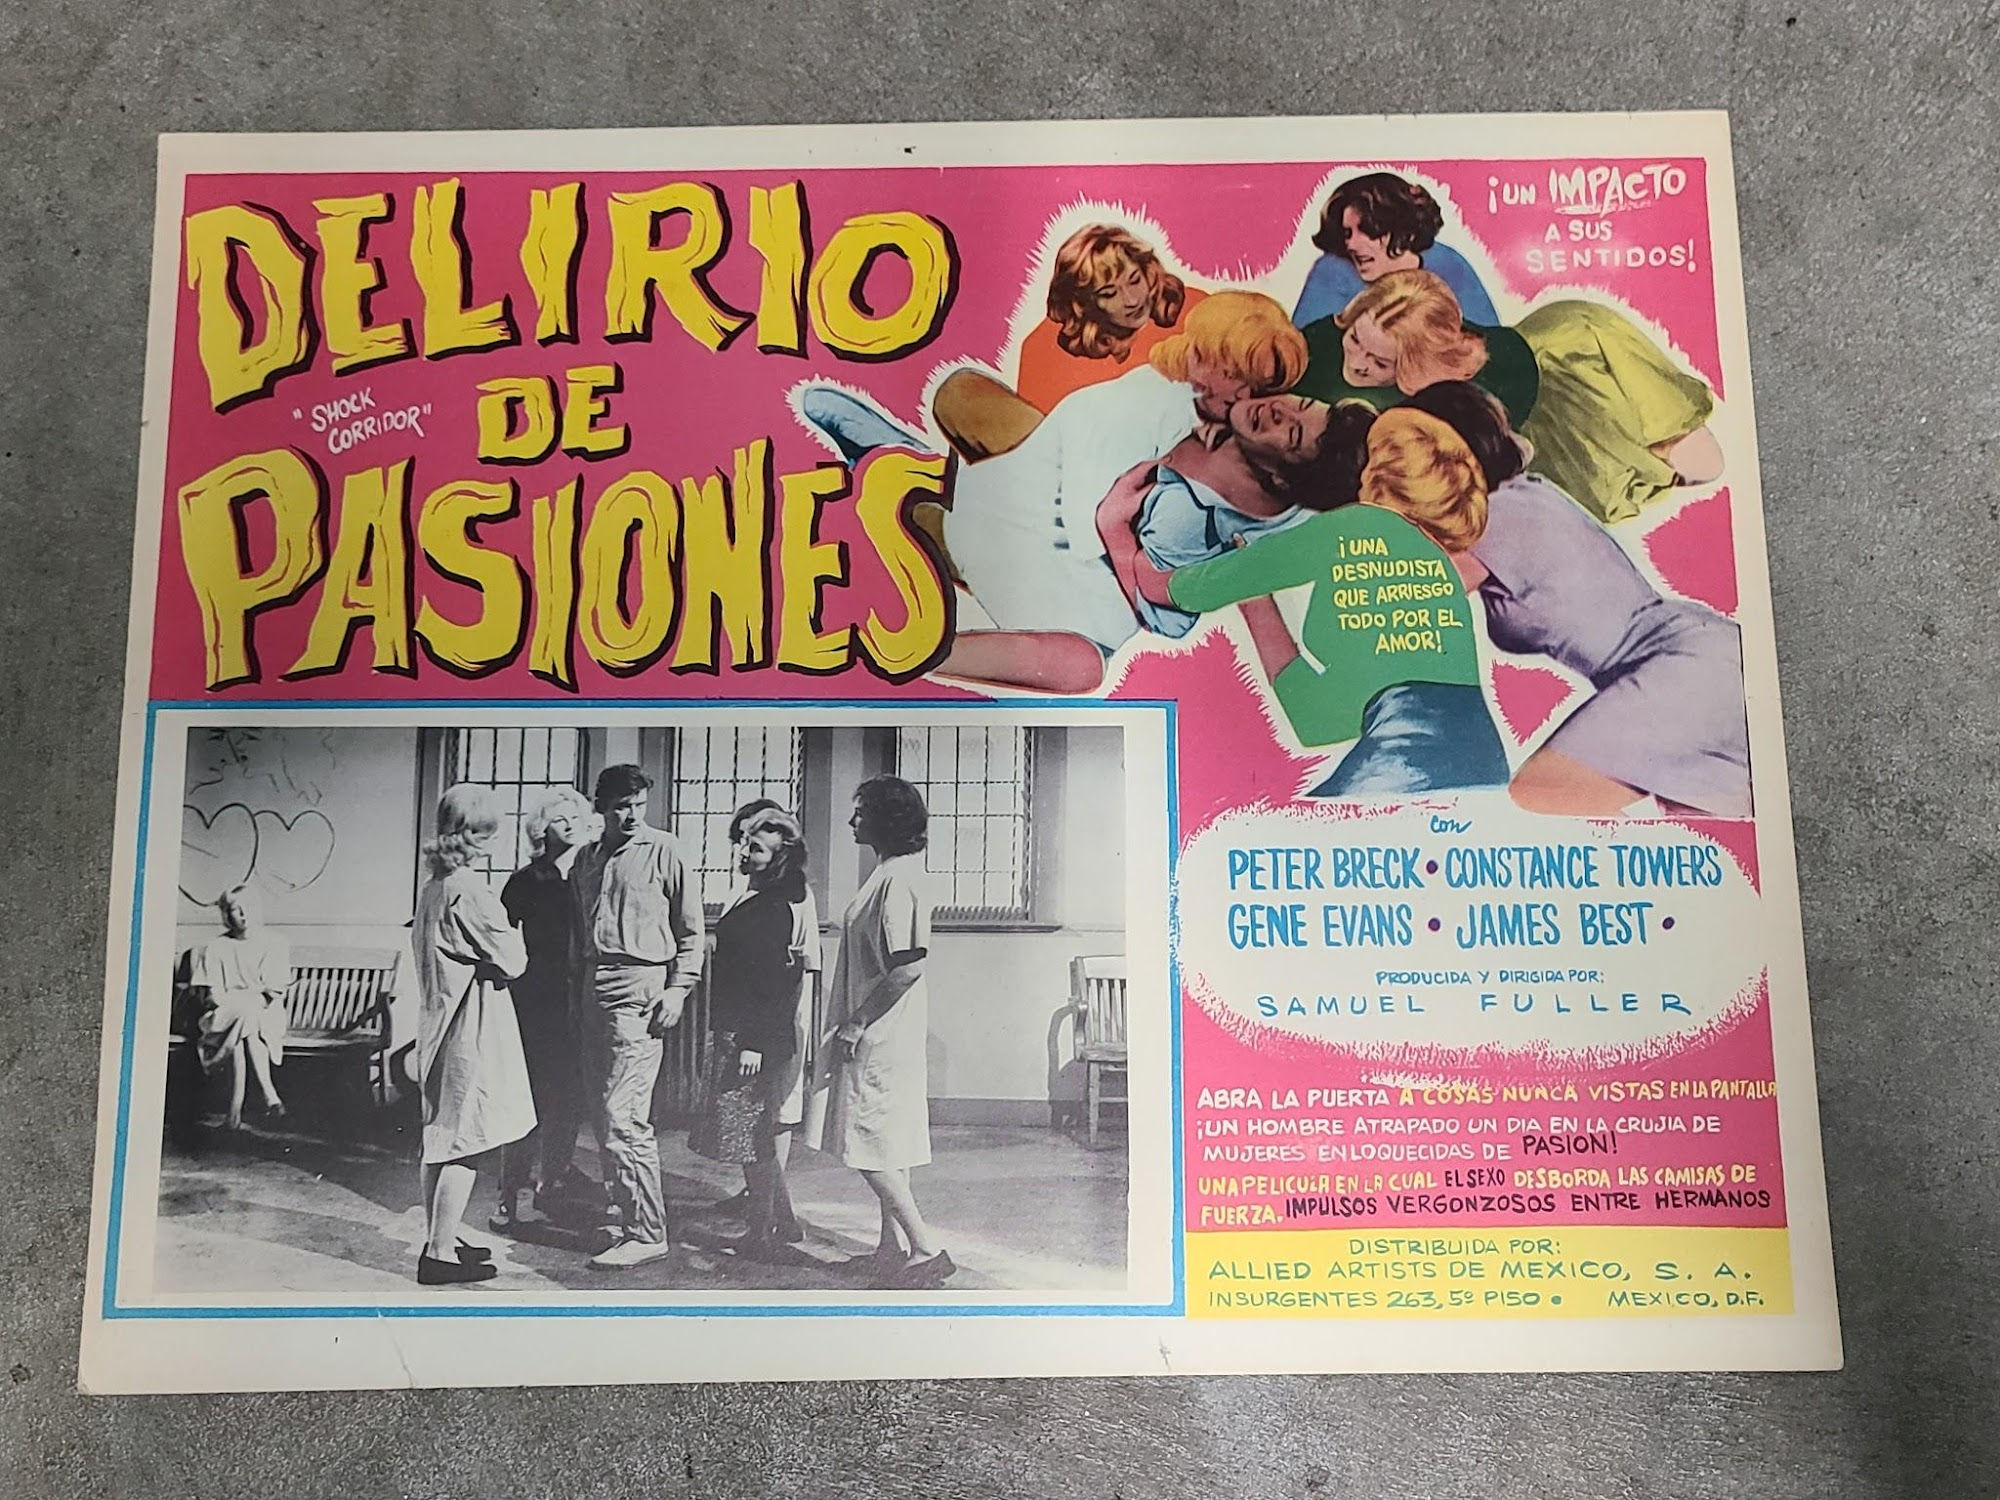 DELIRIO
DE
"SHOCK
CORRIDOR"
PASIONES
¡UN IMPACTO
A SUS
SENTIDOS!
¡UNA
DESNUDISTA
QUE ARRIESGO
TODO POR EL
AMOR!
con
PETER BRECK • CONSTANCE TOWERS
GENE EVANS • JAMES BEST •
PRODUCIDA Y DIRIGIDA POR:
SAMUEL FULLER
ABRA LA PUERTA A COSAS NUNCA VISTAS EN LA PANTALLA
¡UN HOMBRE ATRAPADO UN DIA EN LA CRUJIA DE
MUJERES ENLOQUECIDAS DE PASION!
UNA PELICULA EN LA CUAL EL SEXO DESBORDA LAS CAMISAS DE
FUERZA. IMPULSOS VERGONZOSOS ENTRE HERMANOS
DISTRIBUIDA POR:
ALLIED ARTISTS DE MEXICO, S. A.
INSURGENTES 263, 5º PISO • MEXICO, D.F.